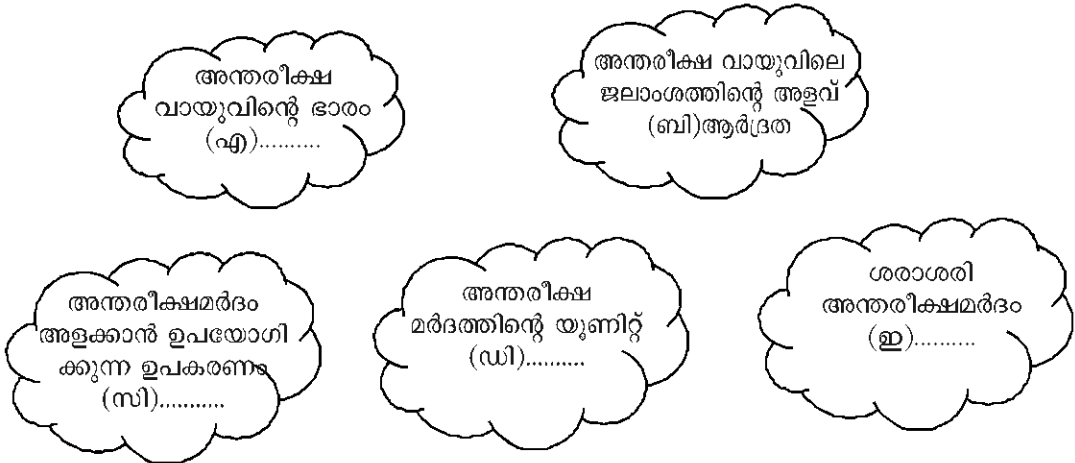 അന്തരീക്ഷ
വായുവിന്റെ ഭാരം
(എ)..........
അന്തരീക്ഷ വായുവിലെ
ജലാംശത്തിന്റെ അളവ്
(ബി)ആർദ്രത
അന്തരീക്ഷമർദം
അളക്കാൻ ഉപയോഗി
ക്കുന്ന ഉപകരണം
(സി)...........
അന്തരീക്ഷ
മർദത്തിന്റെ യൂണിറ്റ്
(ഡി)..........
ശരാശരി
അന്തരീക്ഷമർദം
(ഇ)..........